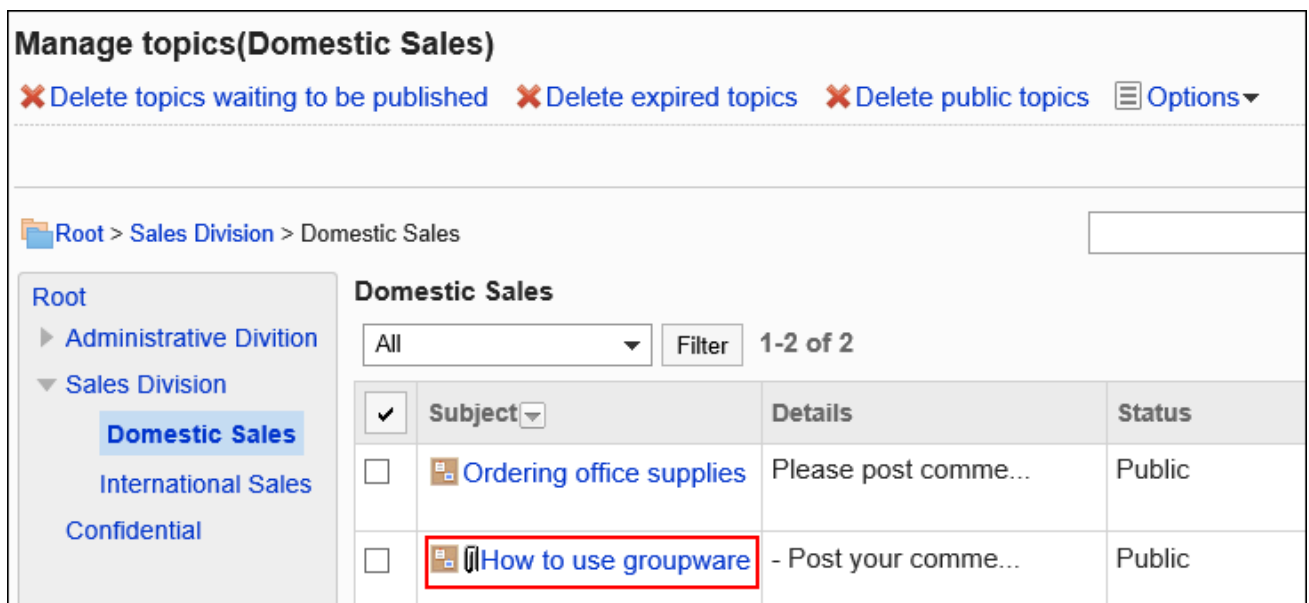 Manage topics(Domestic Sales)
Delete topics waiting to be published Delete expired topics Delete public topics Options
Root > Sales Division > Domestic Sales
Root
Administrative Divition
Sales Division
Domestic Sales
International Sales
Confidential
Domestic Sales
All Filter 1-2 of 2
Subject Details Status
Ordering office supplies Please post comme... Public
How to use groupware - Post your comme... Public